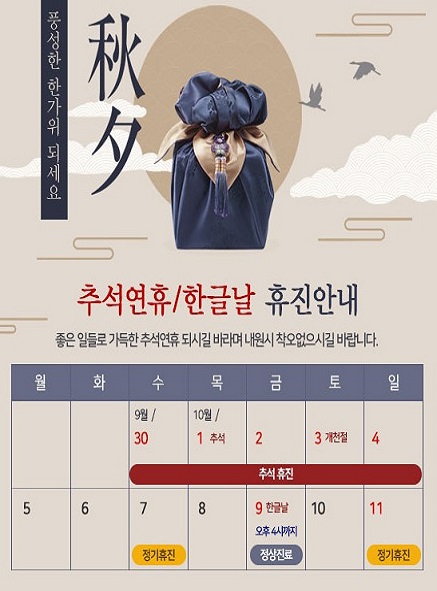 풍성한 한가위 되세요
秋夕
추석연휴/한글날 휴진안내
좋은 일들로 가득한 추석연휴 되시길 바라며 내원시 착오없으시길 바랍니다.
월 화 수 목 금 토 일
9월 / 10월 /
30 1 추석 2 3 개천절 4
추석 휴진
5 6 7 8 9 한글날 10 11
오후 4시까지
정기휴진 정상진료 정기휴진